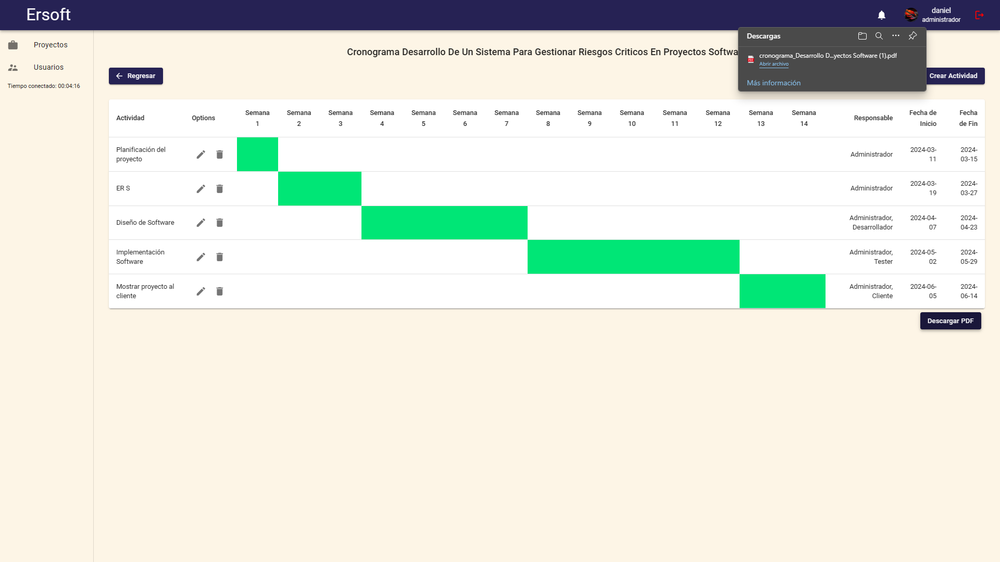 Ersoft
daniel
administrador
Proyectos
Usuarios
Tiempo conectado: 00:04:16
Descargas
cronograma_Desarrollo D...yectos Software (1).pdf
Abrir archivo
Más información
Cronograma Desarrollo De Un Sistema Para Gestionar Riesgos Criticos En Proyectos Softwa
Regresar
Crear Actividad
Actividad Options Semana 1 Semana 2 Semana 3 Semana 4 Semana 5 Semana 6 Semana 7 Semana 8 Semana 9 Semana 10 Semana 11 Semana 12 Semana 13 Semana 14 Responsable Fecha de Inicio Fecha de Fin
Planificación del proyecto Administrador 2024-03-11 2024-03-15
ER S Administrador 2024-03-19 2024-03-27
Diseño de Software Administrador, Desarrollador 2024-04-07 2024-04-23
Implementación Software Administrador, Tester 2024-05-02 2024-05-29
Mostrar proyecto al cliente Administrador, Cliente 2024-06-05 2024-06-14
Descargar PDF